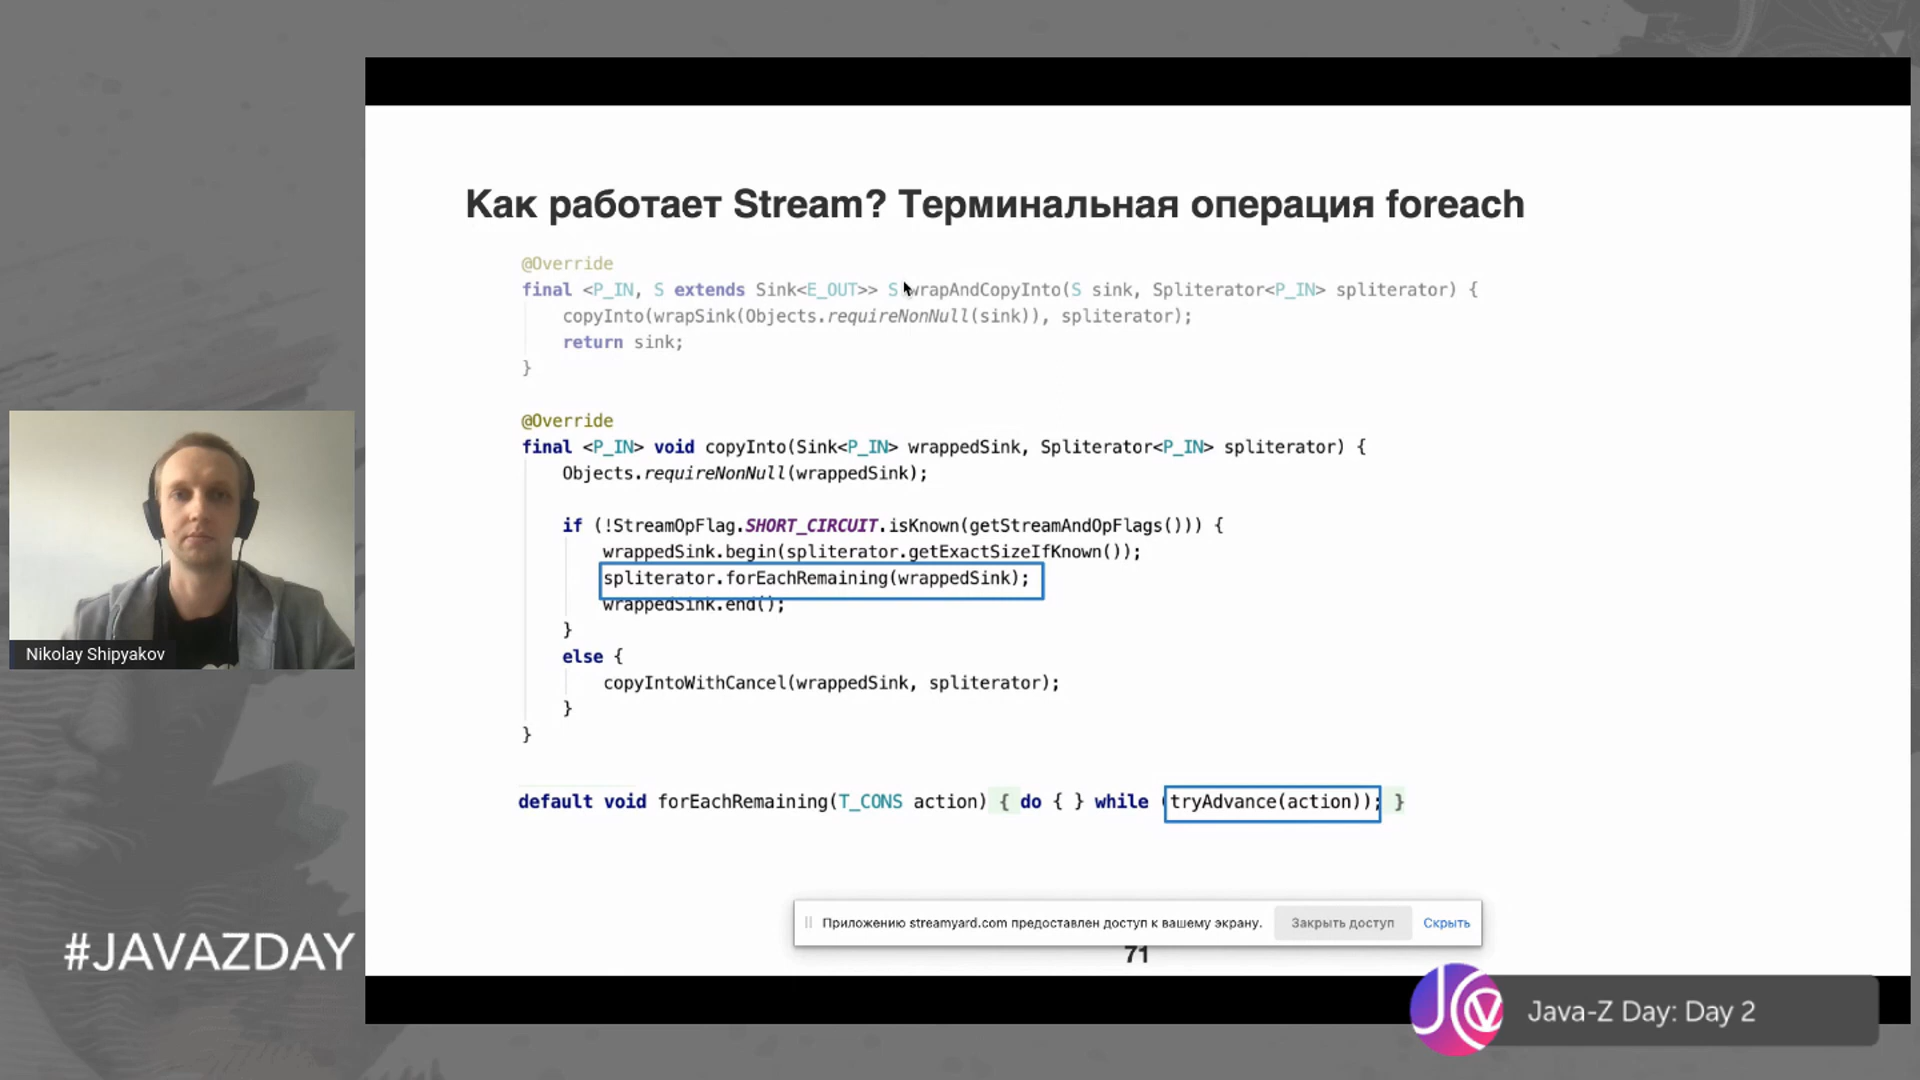 Как работает Stream? Терминальная операция foreach
@Override
final <P_IN, S extends Sink<E_OUT>> S wrapAndCopyInto(S sink, Spliterator<P_IN> spliterator) {
copyInto(wrapSink(Objects.requireNonNull(sink)), spliterator);
return sink;
}
@Override
final <P_IN> void copyInto(Sink<P_IN> wrappedSink, Spliterator<P_IN> spliterator) {
Objects.requireNonNull(wrappedSink);
if (!StreamOpFlag.SHORT_CIRCUIT.isKnown(getStreamAndOpFlags())) {
wrappedSink.begin(spliterator.getExactSizeIfKnown());
spliterator.forEachRemaining(wrappedSink);
wrappedSink.end();
}
else {
copyIntoWithCancel(wrappedSink, spliterator);
}
}
default void forEachRemaining(T_CONS action) { do { } while (tryAdvance(action)); }
Приложению streamyard.com предоставлен доступ к вашему экрану. Закрыть доступ Скрыть
71
Nikolay Shipyakov
#JAVAZDAY
Java-Z Day: Day 2